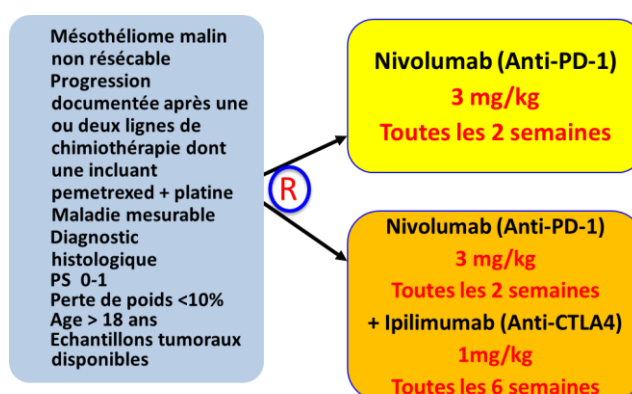 Mésothéliome malin
non résécable
Progression
documentée après une
ou deux lignes de
chimiothérapie dont
une incluant
pemetrexed + platine
Maladie mesurable
Diagnostic
histologique
PS 0-1
Perte de poids <10%
Age > 18 ans
Echantillons tumoraux
disponibles
R
Nivolumab (Anti-PD-1)
3 mg/kg
Toutes les 2 semaines
Nivolumab (Anti-PD-1)
3 mg/kg
Toutes les 2 semaines
+ Ipilimumab (Anti-CTLA4)
1mg/kg
Toutes les 6 semaines